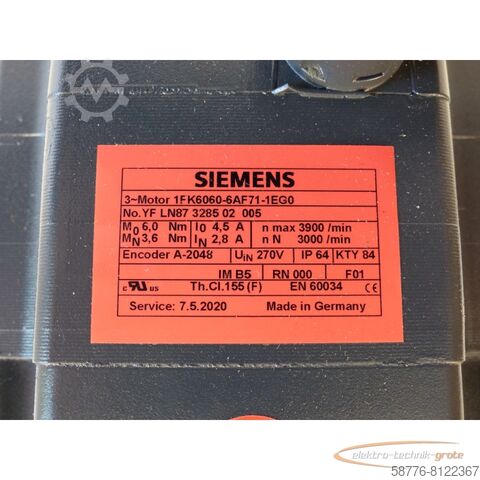 SIEMENS
3~Motor 1FK6060-6AF71-1EG0
No.YF LN87 3285 02 005
M0 6,0 Nm I0 4,5 A n max 3900 /min
MN 3,6 Nm IN 2,8 A n N 3000 /min
Encoder A-2048 UIN 270V IP 64 KTY 84
IM B5 RN 000 F01
c RU us Th.Cl.155 (F) EN 60034 CE
Service: 7.5.2020 Made in Germany
elektro-technik-grote
58776-8122367